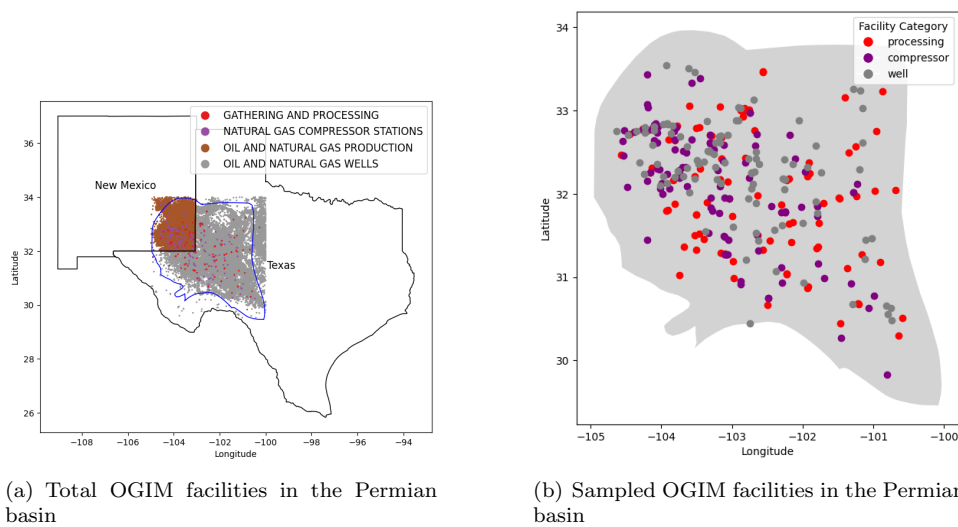 GATHERING AND PROCESSING
NATURAL GAS COMPRESSOR STATIONS
OIL AND NATURAL GAS PRODUCTION
OIL AND NATURAL GAS WELLS
New Mexico
Texas
36
34
32
30
28
26
Latitude
−108
−106
−104
−102
−100
−98
−96
−94
Longitude
(a) Total OGIM facilities in the Permian
basin
Facility Category
processing
compressor
well
34
33
32
31
30
Latitude
−105
−104
−103
−102
−101
−100
Longitude
(b) Sampled OGIM facilities in the Permian
basin